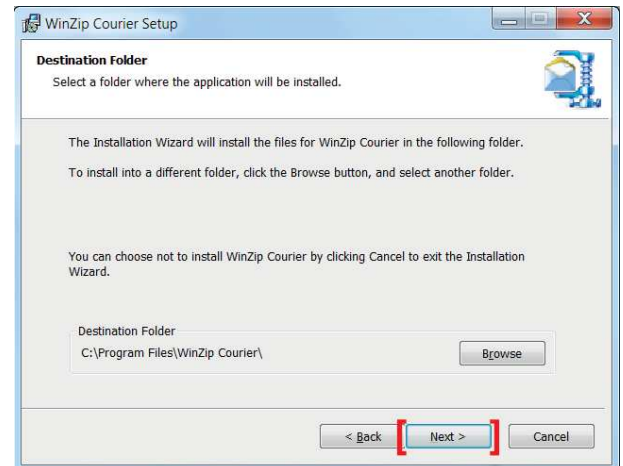 WinZip Courier Setup
Destination Folder
Select a folder where the application will be installed.
The Installation Wizard will install the files for WinZip Courier in the following folder.
To install into a different folder, click the Browse button, and select another folder.
You can choose not to install WinZip Courier by clicking Cancel to exit the Installation
Wizard.
Destination Folder
C:\Program Files\WinZip Courier\
Browse
< Back [ Next > ] Cancel